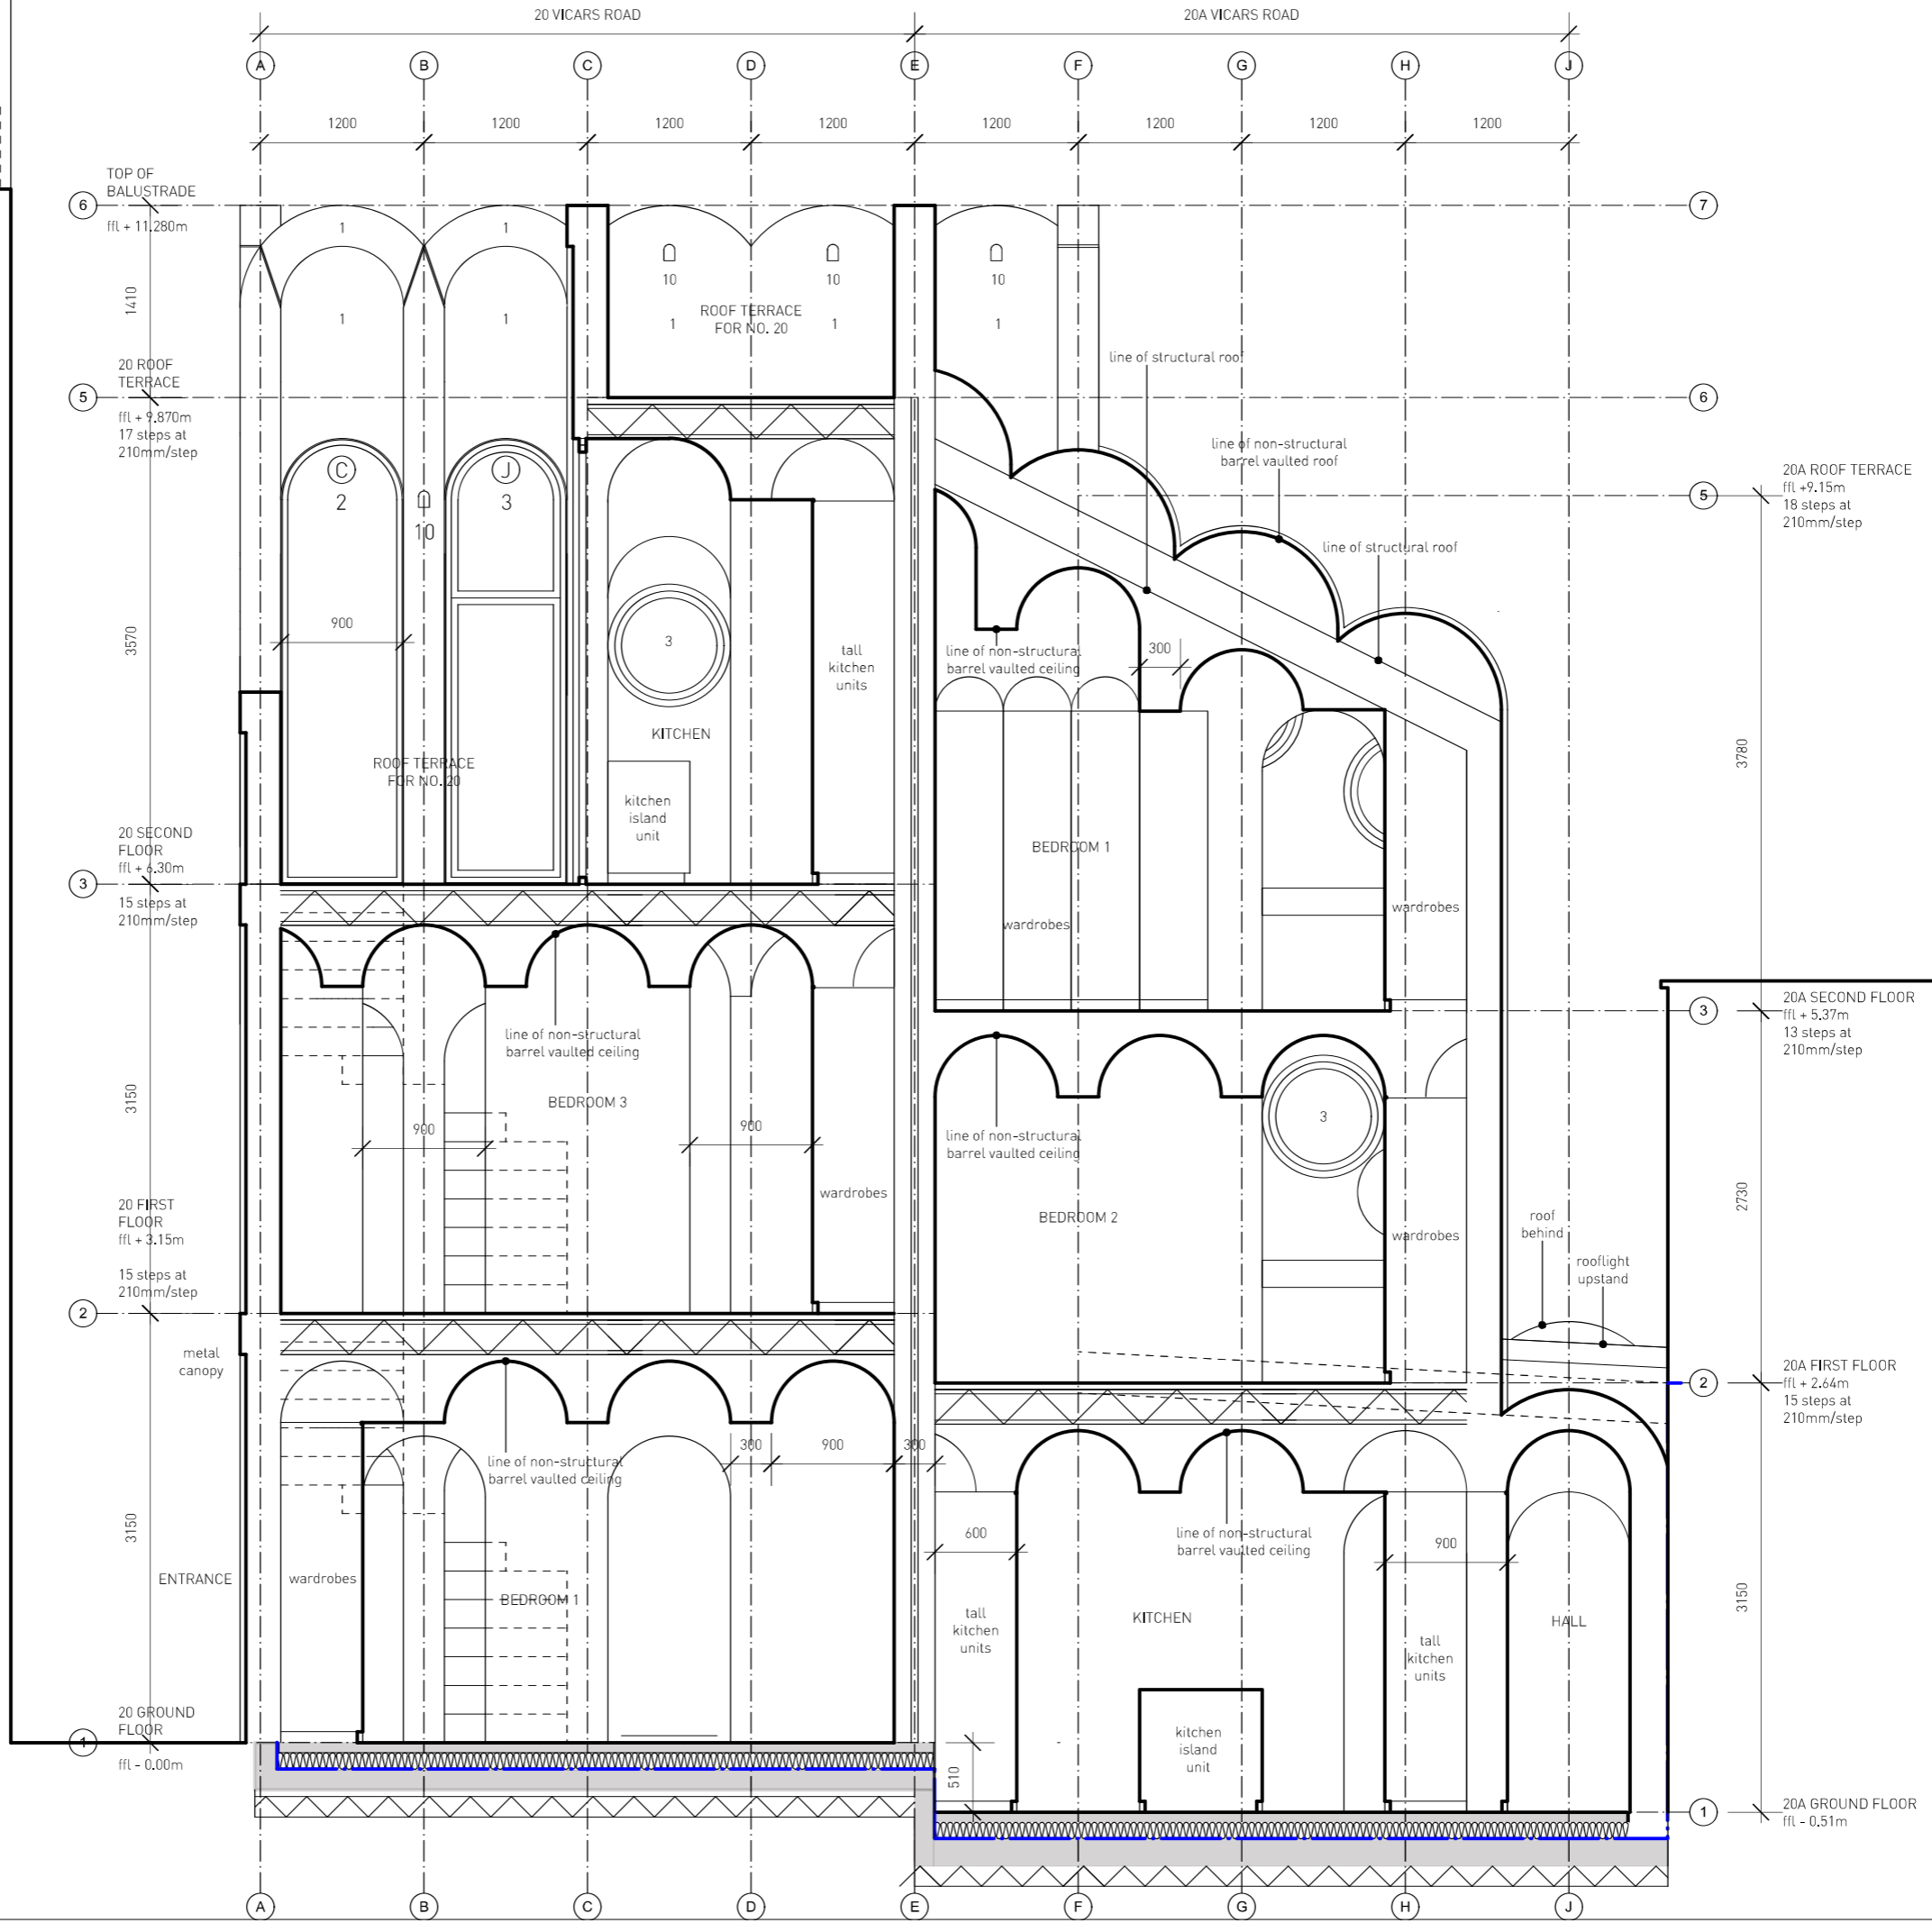 20 VICARS ROAD
20A VICARS ROAD
A
B
C
D
E
F
G
H
J
1200
1200
1200
1200
1200
1200
1200
1200
TOP OF
BALUSTRADE
6
ffl + 11.280m
7
1
1
10
10
10
1410
ROOF TERRACE
FOR NO. 20
1
1
1
1
1
20 ROOF
TERRACE
5
ffl + 9.870m
17 steps at
210mm/step
6
line of structural roof
line of non-structural
barrel vaulted roof
C
2
J
3
10
20A ROOF TERRACE
5
ffl +9.15m
18 steps at
210mm/step
line of structural roof
900
3570
3
tall
kitchen
units
line of non-structural
barrel vaulted ceiling
300
KITCHEN
ROOF TERRACE
FOR NO. 20
3780
kitchen
island
unit
20 SECOND
FLOOR
ffl + 6.30m
3
15 steps at
210mm/step
BEDROOM 1
wardrobes
wardrobes
line of non-structural
barrel vaulted ceiling
3
20A SECOND FLOOR
ffl + 5.37m
13 steps at
210mm/step
3150
BEDROOM 3
900
900
line of non-structural
barrel vaulted ceiling
3
wardrobes
BEDROOM 2
wardrobes
2730
20 FIRST
FLOOR
ffl + 3.15m
15 steps at
210mm/step
2
roof
behind
rooflight
upstand
metal
canopy
2
20A FIRST FLOOR
ffl + 2.64m
15 steps at
210mm/step
line of non-structural
barrel vaulted ceiling
300
900
300
3150
line of non-structural
barrel vaulted ceiling
600
900
ENTRANCE
wardrobes
BEDROOM 1
tall
kitchen
units
KITCHEN
tall
kitchen
units
HALL
3150
20 GROUND
FLOOR
1
ffl - 0.00m
kitchen
island
unit
510
1
20A GROUND FLOOR
ffl - 0.51m
A
B
C
D
E
F
G
H
J